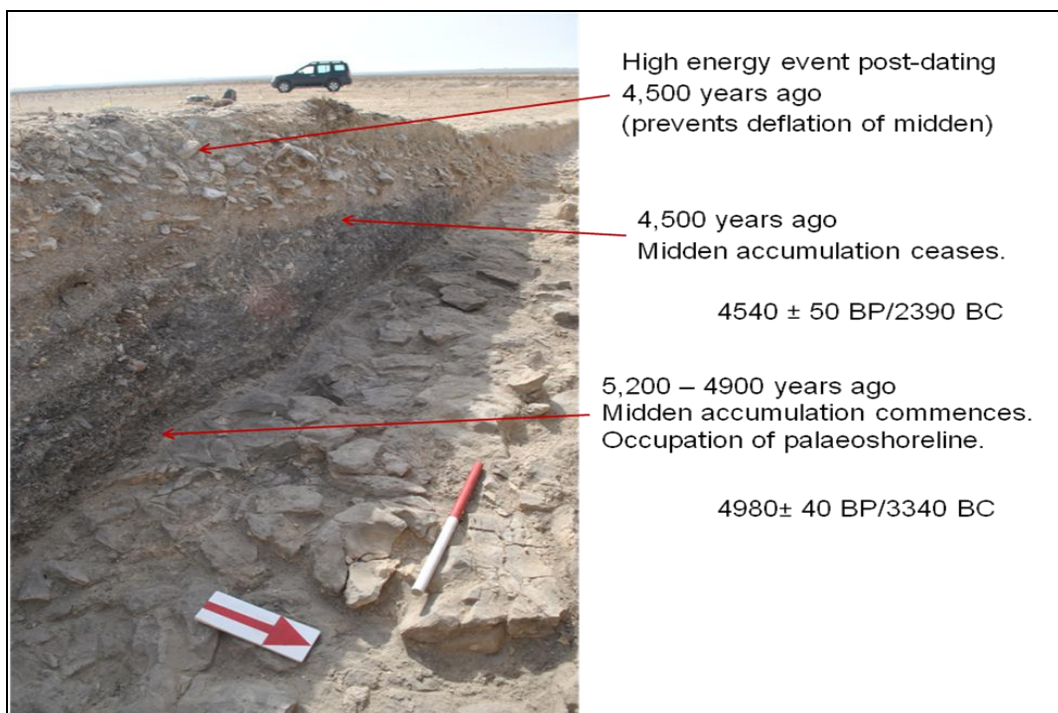 High energy event post-dating
4,500 years ago
(prevents deflation of midden)
4,500 years ago
Midden accumulation ceases.
4540 ± 50 BP/2390 BC
5,200 – 4900 years ago
Midden accumulation commences.
Occupation of palaeoshoreline.
4980± 40 BP/3340 BC